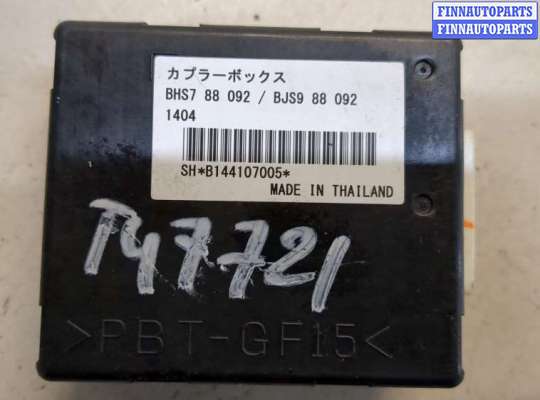 FINNAUTOPARTS
FINNAUTOPARTS
カプラーボックス
BHS7 88 092 / BJS9 88 092
1404
SH*B144107005*
MADE IN THAILAND
P47721
>PBT-GF15<